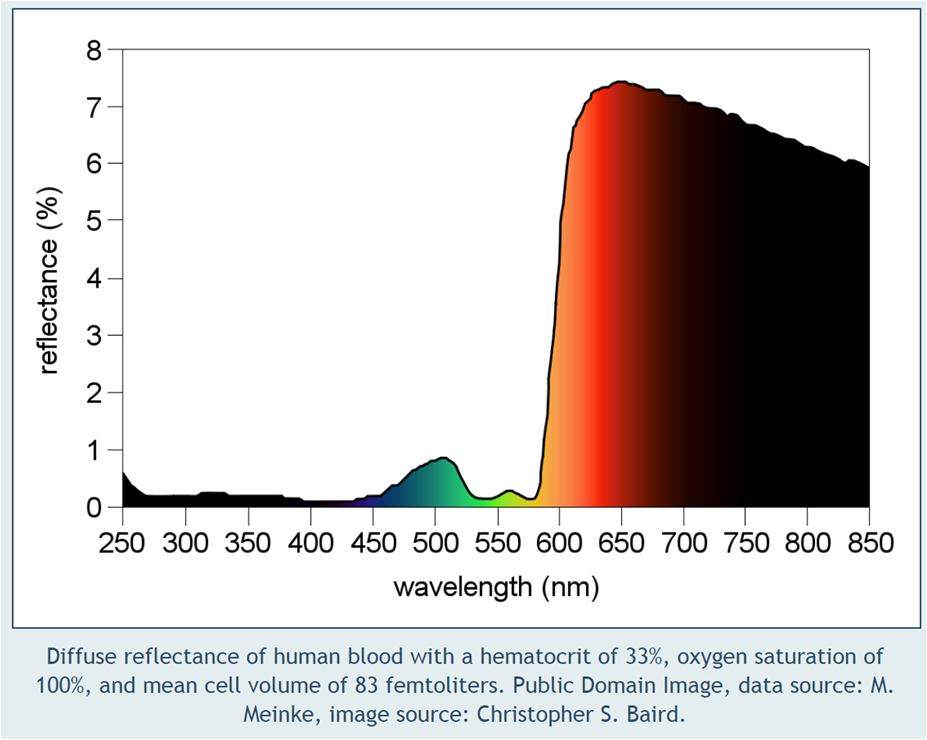 8
7
6
5
4
3
2
1
0
reflectance (%)
250 300 350 400 450 500 550 600 650 700 750 800 850
wavelength (nm)
Diffuse reflectance of human blood with a hematocrit of 33%, oxygen saturation of
100%, and mean cell volume of 83 femtoliters. Public Domain Image, data source: M.
Meinke, image source: Christopher S. Baird.